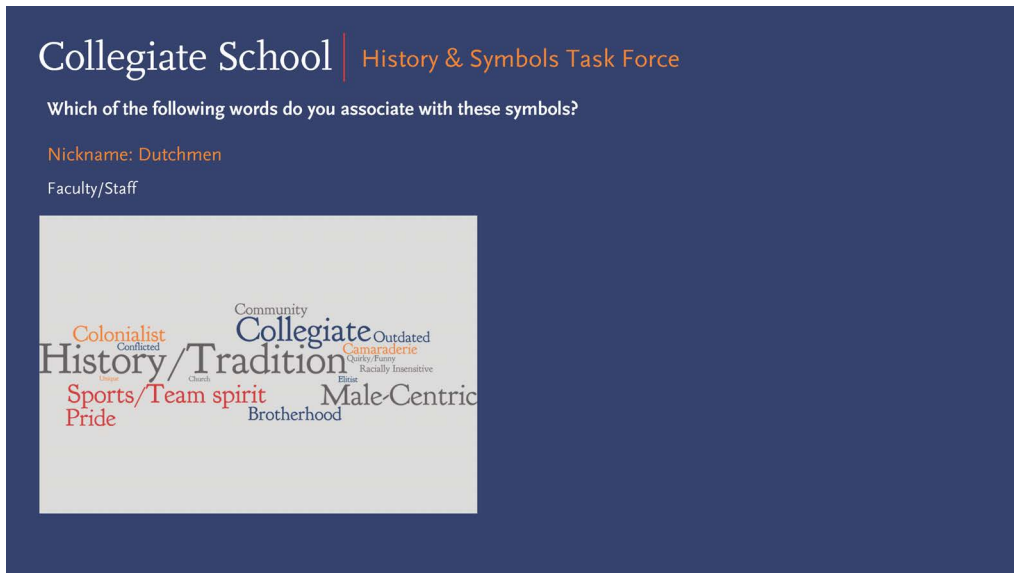 Collegiate School | History & Symbols Task Force
Which of the following words do you associate with these symbols?
Nickname: Dutchmen
Faculty/Staff
Community
Collegiate Outdated
Colonialist
Conflicted
Camaraderie
History/Tradition
Quirky/Funny
Racially Insensitive
Unique
Church
Elitist
Sports/Team spirit
Male-Centric
Pride
Brotherhood